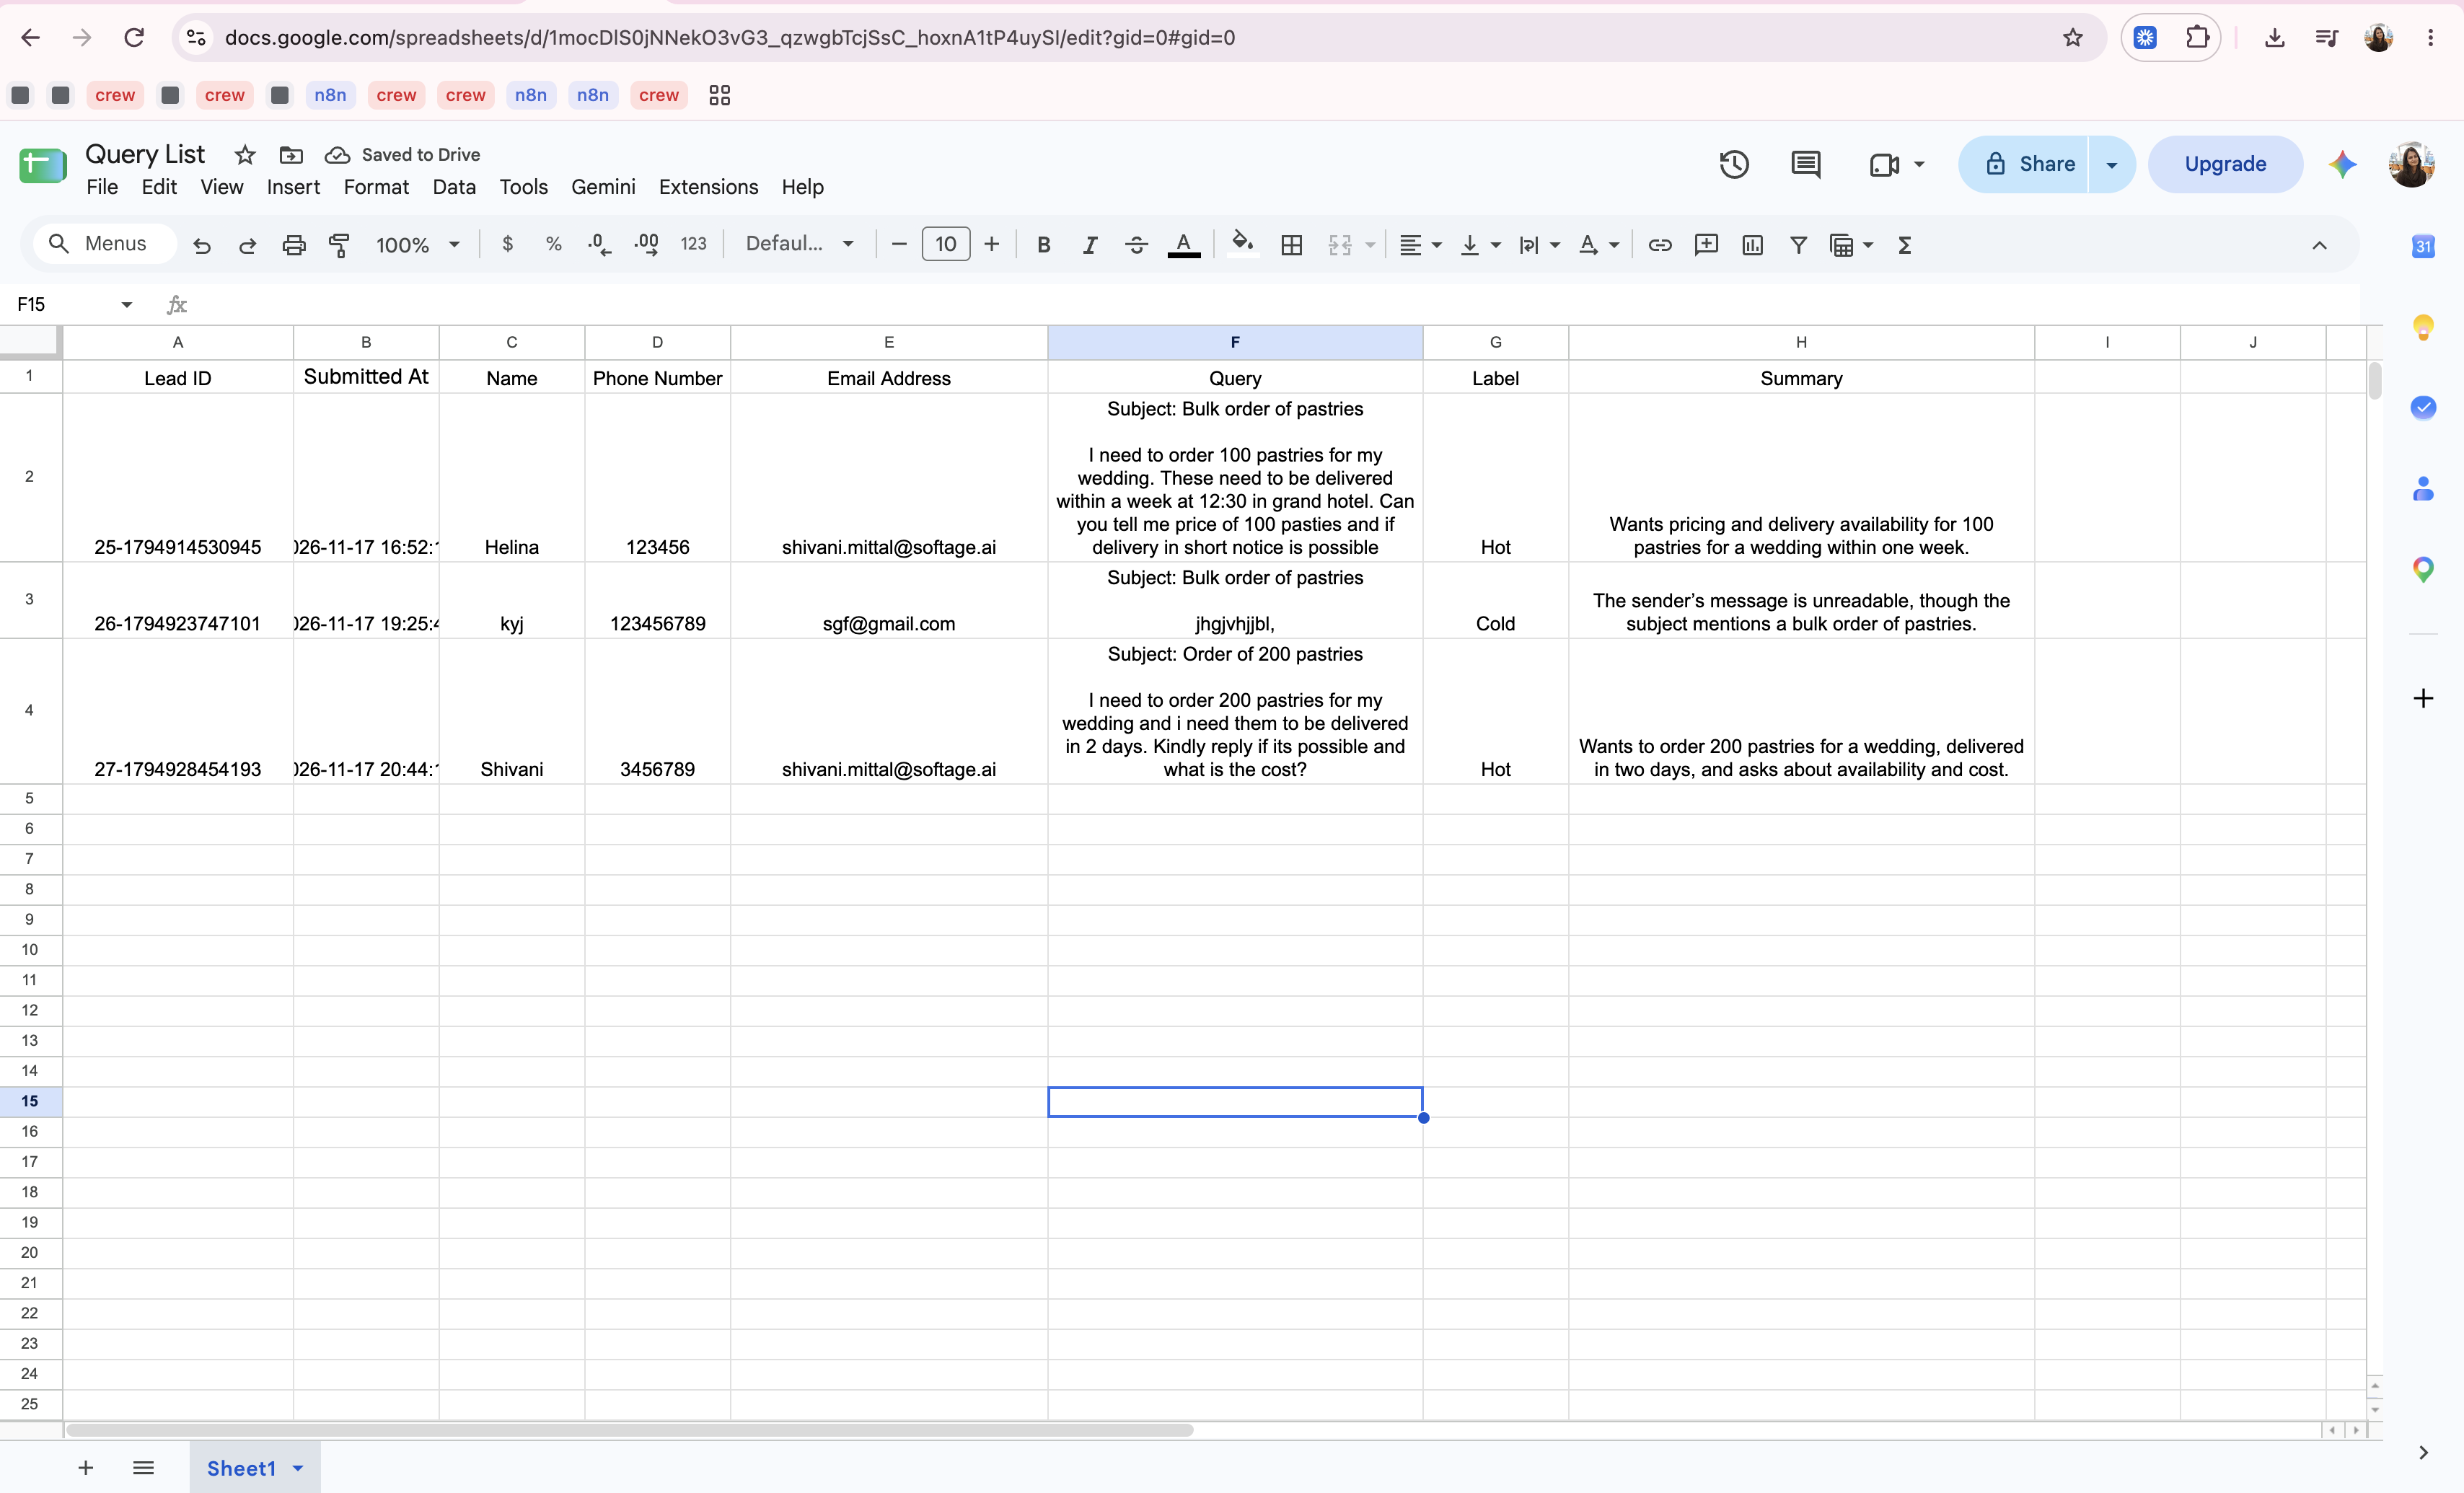 docs.google.com/spreadsheets/d/1mocDIS0jNNekO3vG3_qzwgbTcjSsC_hoxnA1tP4uySI/edit?gid=0#gid=0
crew crew n8n crew crew n8n n8n crew
Query List Saved to Drive
File Edit View Insert Format Data Tools Gemini Extensions Help
Share Upgrade
Menus 100% $ % .0 .00 123 Defaul... 10 B I A A Σ
31
F15 fx
A B C D E F G H I J
1 Lead ID Submitted At Name Phone Number Email Address Query Label Summary
Subject: Bulk order of pastries
I need to order 100 pastries for my
wedding. These need to be delivered
within a week at 12:30 in grand hotel. Can
you tell me price of 100 pasties and if
delivery in short notice is possible
Wants pricing and delivery availability for 100
pastries for a wedding within one week.
2 25-1794914530945 026-11-17 16:52: Helina 123456 shivani.mittal@softage.ai Hot
Subject: Bulk order of pastries
jhgjvhjjbl,
The sender’s message is unreadable, though the
subject mentions a bulk order of pastries.
3 26-1794923747101 026-11-17 19:25: kyj 123456789 sgf@gmail.com Cold
Subject: Order of 200 pastries
I need to order 200 pastries for my
wedding and i need them to be delivered
in 2 days. Kindly reply if its possible and
what is the cost?
Wants to order 200 pastries for a wedding, delivered
in two days, and asks about availability and cost.
4 27-1794928454193 026-11-17 20:44: Shivani 3456789 shivani.mittal@softage.ai Hot
5
6
7
8
9
10
11
12
13
14
15
16
17
18
19
20
21
22
23
24
25
Sheet1